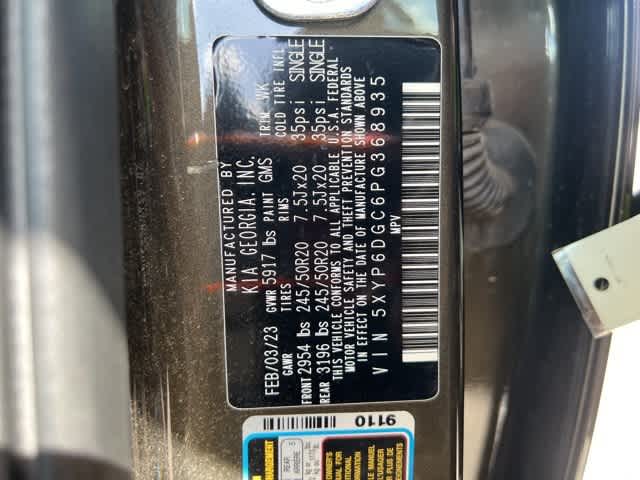 MANUFACTURED BY
KIA GEORGIA, INC.
FEB/03/23 GVWR 5917 lbs PAINT GMS TRIM WK
GAWR TIRES RIMS COLD TIRE INFL
FRONT 2954 lbs 245/50R20 7.5Jx20 35psi SINGLE
REAR 3196 lbs 245/50R20 7.5Jx20 35psi SINGLE
THIS VEHICLE CONFORMS TO ALL APPLICABLE U.S.A. FEDERAL
MOTOR VEHICLE SAFETY AND THEFT PREVENTION STANDARDS
IN EFFECT ON THE DATE OF MANUFACTURE SHOWN ABOVE
VIN 5XYP6DGC6PG368935
MPV
9110
REAR
ARRIÈRE